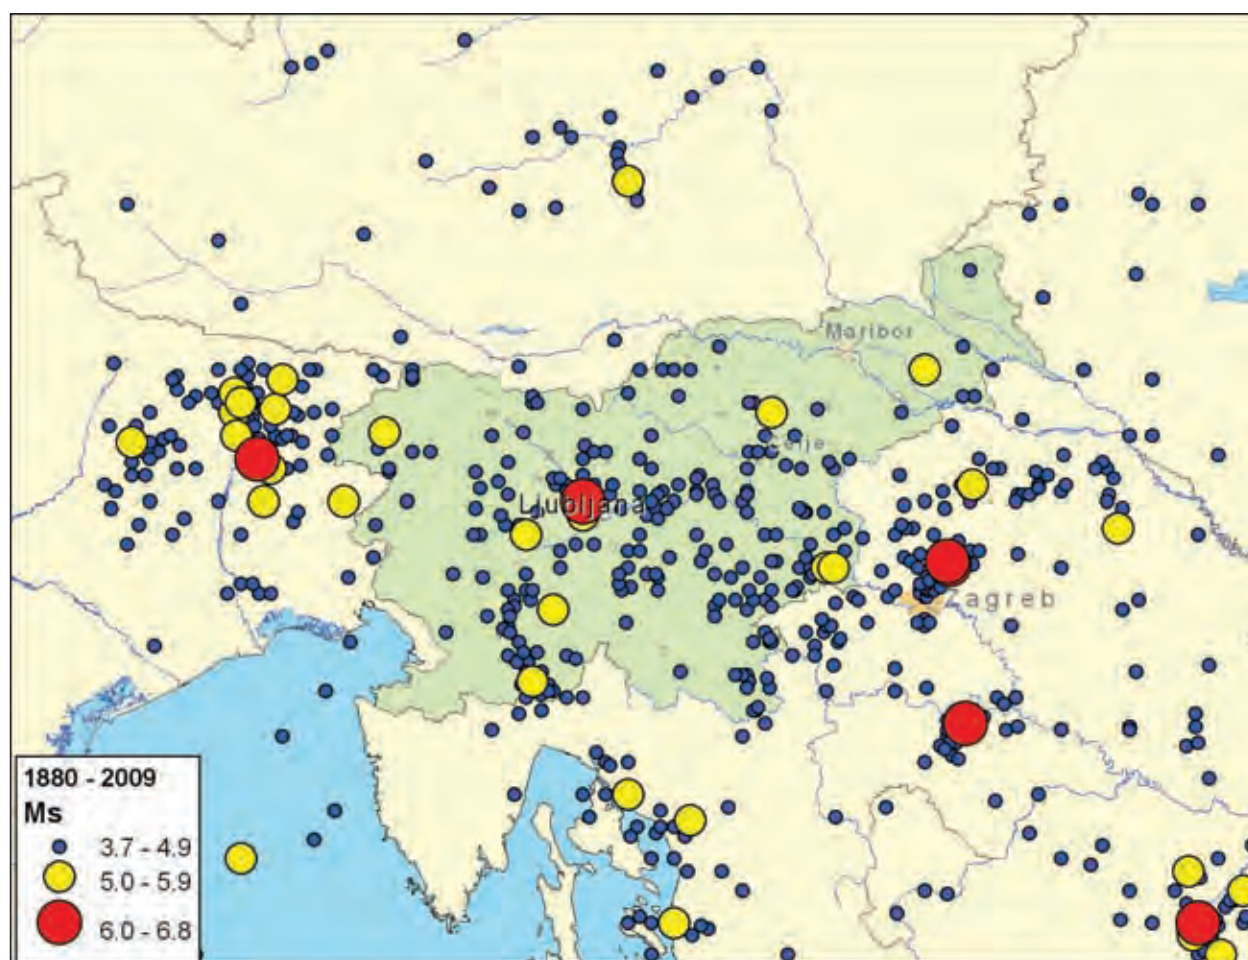 Maribor
Celje
Ljubljana
Zagreb
1880 - 2009
Ms
3.7 - 4.9
5.0 - 5.9
6.0 - 6.8